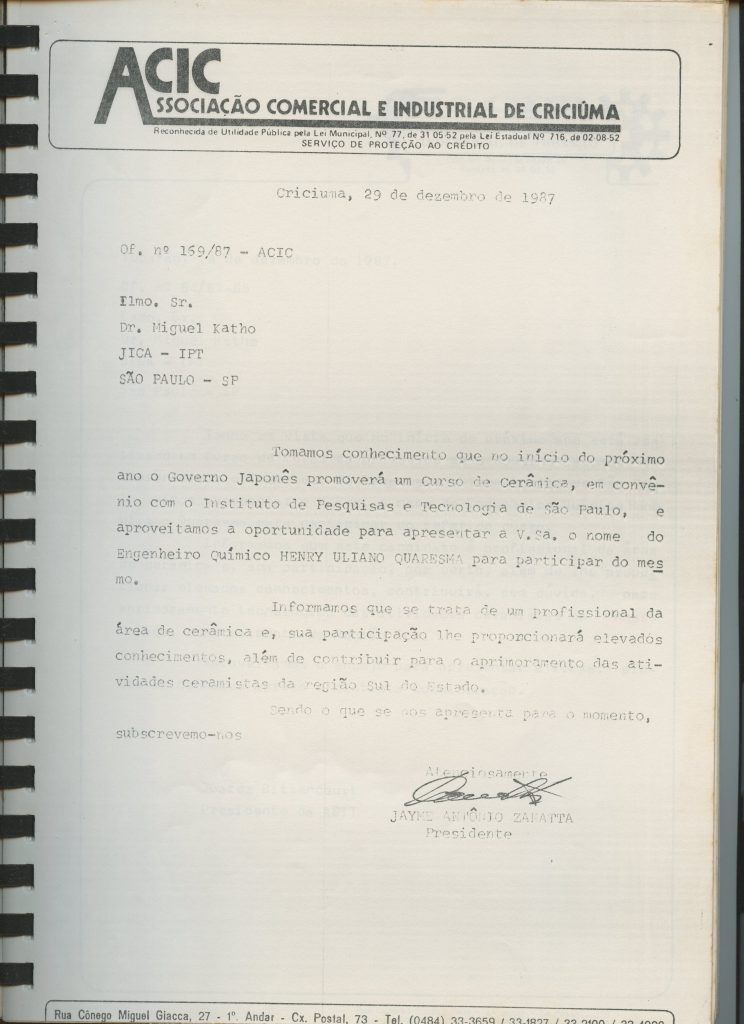 ACIC
ASSOCIAÇÃO COMERCIAL E INDUSTRIAL DE CRICIÚMA
Reconhecida de Utilidade Pública pela Lei Municipal, Nº 77, de 31 05-52 pela Lei Estadual Nº 716, de 02-08-52
SERVIÇO DE PROTEÇÃO AO CRÉDITO
Criciuma, 29 de dezembro de 1987
Of. nº 159/87 - ACIC
Ilmo. Sr.
Dr. Miguel Katho
JICA - IPT
SÃO PAULO - SP
Tomamos conhecimento que no início do próximo
ano o Governo Japonês promoverá um Curso de Cerâmica, em convê-
nio com o Instituto de Pesquisas e Tecnologia de São Paulo, e
aproveitamos a oportunidade para apresentar a V.Sa. o nome do
Engenheiro Químico HENRY ULIANO QUARESMA para participar do mes
mo.
Informamos que se trata de um profissional da
área de cerâmica e, sua participação lhe proporcionará elevados
conhecimentos, além de contribuir para o aprimoramento das ati-
vidades ceramistas da região Sul do Estado.
Sendo o que se nos apresenta para o momento,
subscrevemo-nos
Atenciosamente
JAYME ANTÔNIO ZANATTA
Presidente
Rua Cônego Miguel Giacca, 27 - 1º. Andar - Cx. Postal, 73 - Tel. (0484) 33-3659 / 33-1827 /